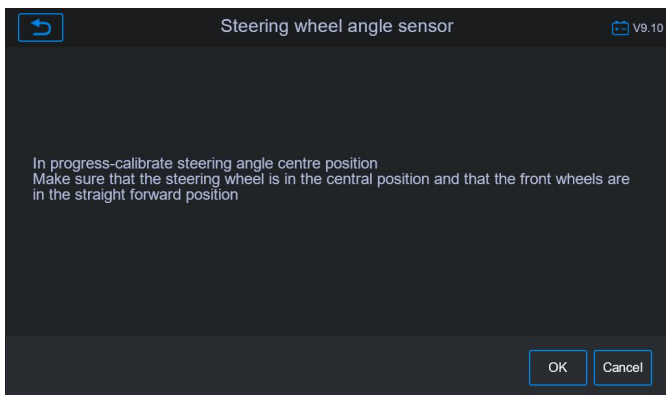 Steering wheel angle sensor
V9.10
In progress-calibrate steering angle centre position
Make sure that the steering wheel is in the central position and that the front wheels are
in the straight forward position
OK
Cancel